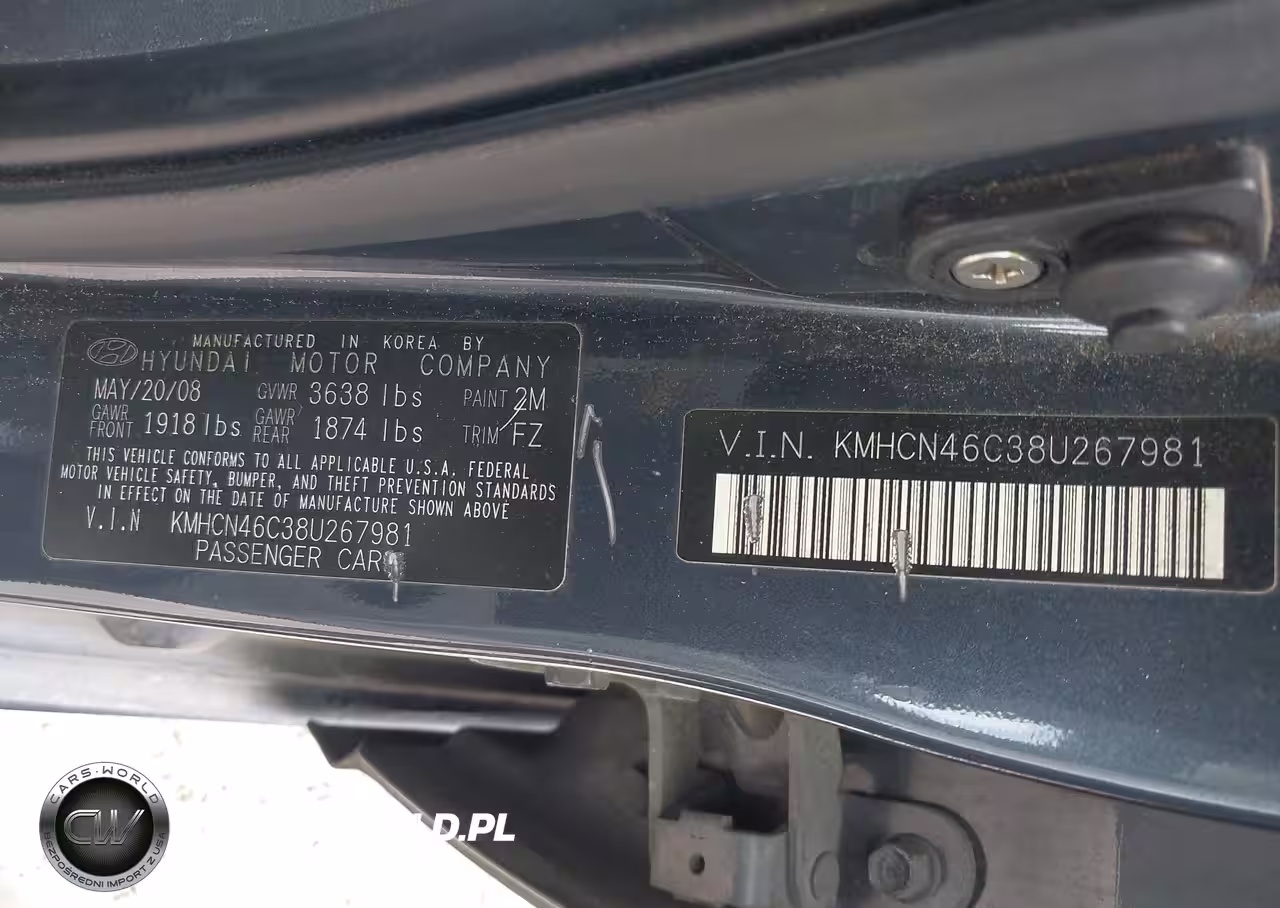 MANUFACTURED IN KOREA BY
HYUNDAI MOTOR COMPANY
MAY/20/08 GVWR 3638 lbs PAINT 2M
GAWR FRONT 1918 lbs GAWR REAR 1874 lbs TRIM FZ
THIS VEHICLE CONFORMS TO ALL APPLICABLE U.S.A. FEDERAL
MOTOR VEHICLE SAFETY, BUMPER, AND THEFT PREVENTION STANDARDS
IN EFFECT ON THE DATE OF MANUFACTURE SHOWN ABOVE
V.I.N KMHCN46C38U267981
PASSENGER CAR
V.I.N. KMHCN46C38U267981
CARS-WORLD
CW
BEZPOŚREDNI IMPORT Z USA
LD.PL